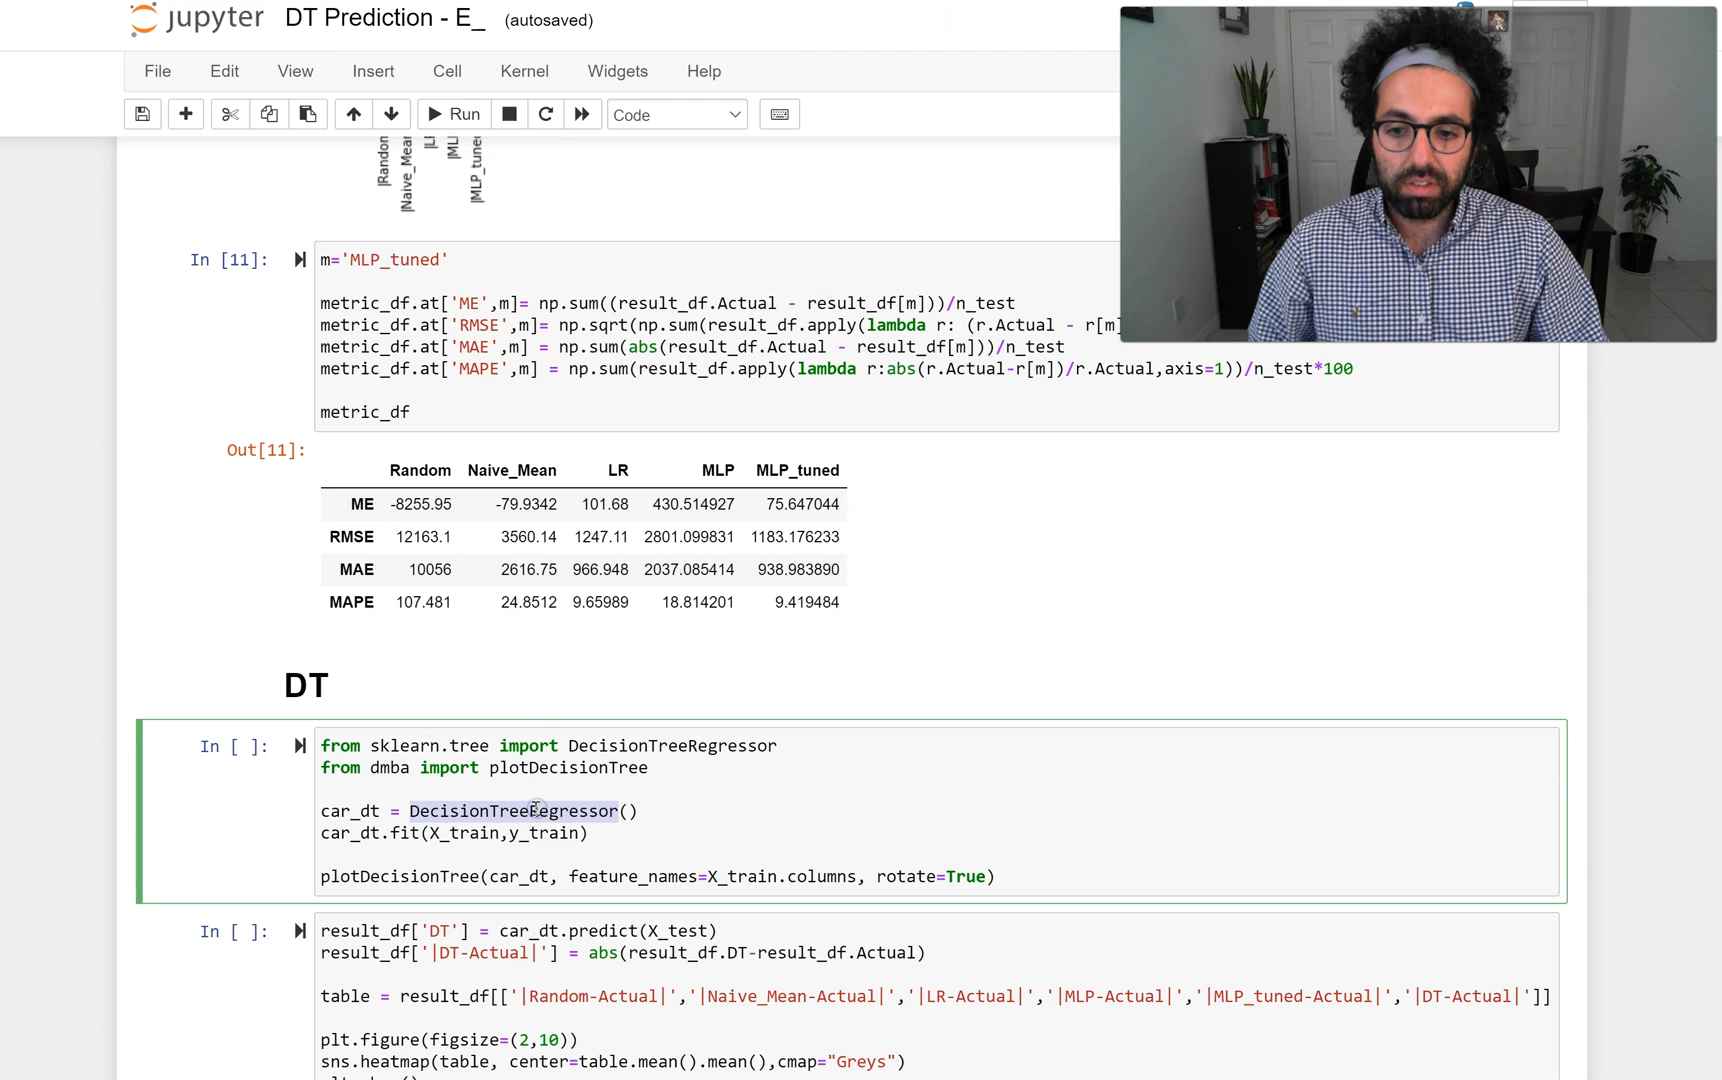 jupyter DT Prediction - E_ (autosaved)
File Edit View Insert Cell Kernel Widgets Help
Run Code
|Random
|Naive_Mea
|MLP_tune
In [11]: m='MLP_tuned'
metric_df.at['ME',m]= np.sum((result_df.Actual - result_df[m]))/n_test
metric_df.at['RMSE',m]= np.sqrt(np.sum(result_df.apply(lambda r: (r.Actual - r[m]
metric_df.at['MAE',m] = np.sum(abs(result_df.Actual - result_df[m]))/n_test
metric_df.at['MAPE',m] = np.sum(result_df.apply(lambda r:abs(r.Actual-r[m])/r.Actual,axis=1))/n_test*100
metric_df
Out[11]:
Random Naive_Mean LR MLP MLP_tuned
ME -8255.95 -79.9342 101.68 430.514927 75.647044
RMSE 12163.1 3560.14 1247.11 2801.099831 1183.176233
MAE 10056 2616.75 966.948 2037.085414 938.983890
MAPE 107.481 24.8512 9.65989 18.814201 9.419484
DT
In [ ]: from sklearn.tree import DecisionTreeRegressor
from dmba import plotDecisionTree
car_dt = DecisionTreeRegressor()
car_dt.fit(X_train,y_train)
plotDecisionTree(car_dt, feature_names=X_train.columns, rotate=True)
In [ ]: result_df['DT'] = car_dt.predict(X_test)
result_df['|DT-Actual|'] = abs(result_df.DT-result_df.Actual)
table = result_df[['|Random-Actual|','|Naive_Mean-Actual|','|LR-Actual|','|MLP-Actual|','|MLP_tuned-Actual|','|DT-Actual|']]
plt.figure(figsize=(2,10))
sns.heatmap(table, center=table.mean().mean(),cmap="Greys")